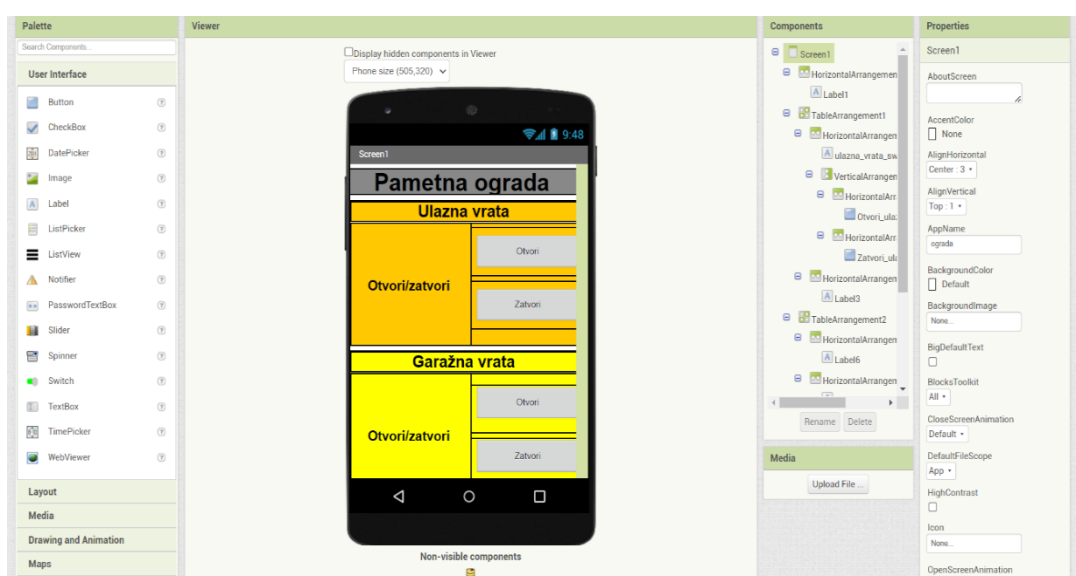 Palette
Search Components...
User Interface
Button
CheckBox
DatePicker
Image
Label
ListPicker
ListView
Notifier
PasswordTextBox
Slider
Spinner
Switch
TextBox
TimePicker
WebViewer
Layout
Media
Drawing and Animation
Maps
Viewer
Display hidden components in Viewer
Phone size (505,320)
9:48
Screen1
Pametna ograda
Ulazna vrata
Otvori/zatvori
Otvori
Zatvori
Garažna vrata
Otvori/zatvori
Otvori
Zatvori
Non-visible components
Components
Screen1
HorizontalArrangemen
Label1
TableArrangement1
HorizontalArrangen
ulazna_vrata_sw
VerticalArrangen
HorizontalArr
Otvori_ula
HorizontalArr
Zatvori_ula
HorizontalArrangen
Label3
TableArrangement2
HorizontalArrangen
Label6
HorizontalArrangen
Rename Delete
Media
Upload File ...
Properties
Screen1
AboutScreen
AccentColor
None
AlignHorizontal
Center : 3
AlignVertical
Top : 1
AppName
ograda
BackgroundColor
Default
BackgroundImage
None...
BigDefaultText
BlocksToolkit
All
CloseScreenAnimation
Default
DefaultFileScope
App
HighContrast
Icon
None...
OpenScreenAnimation